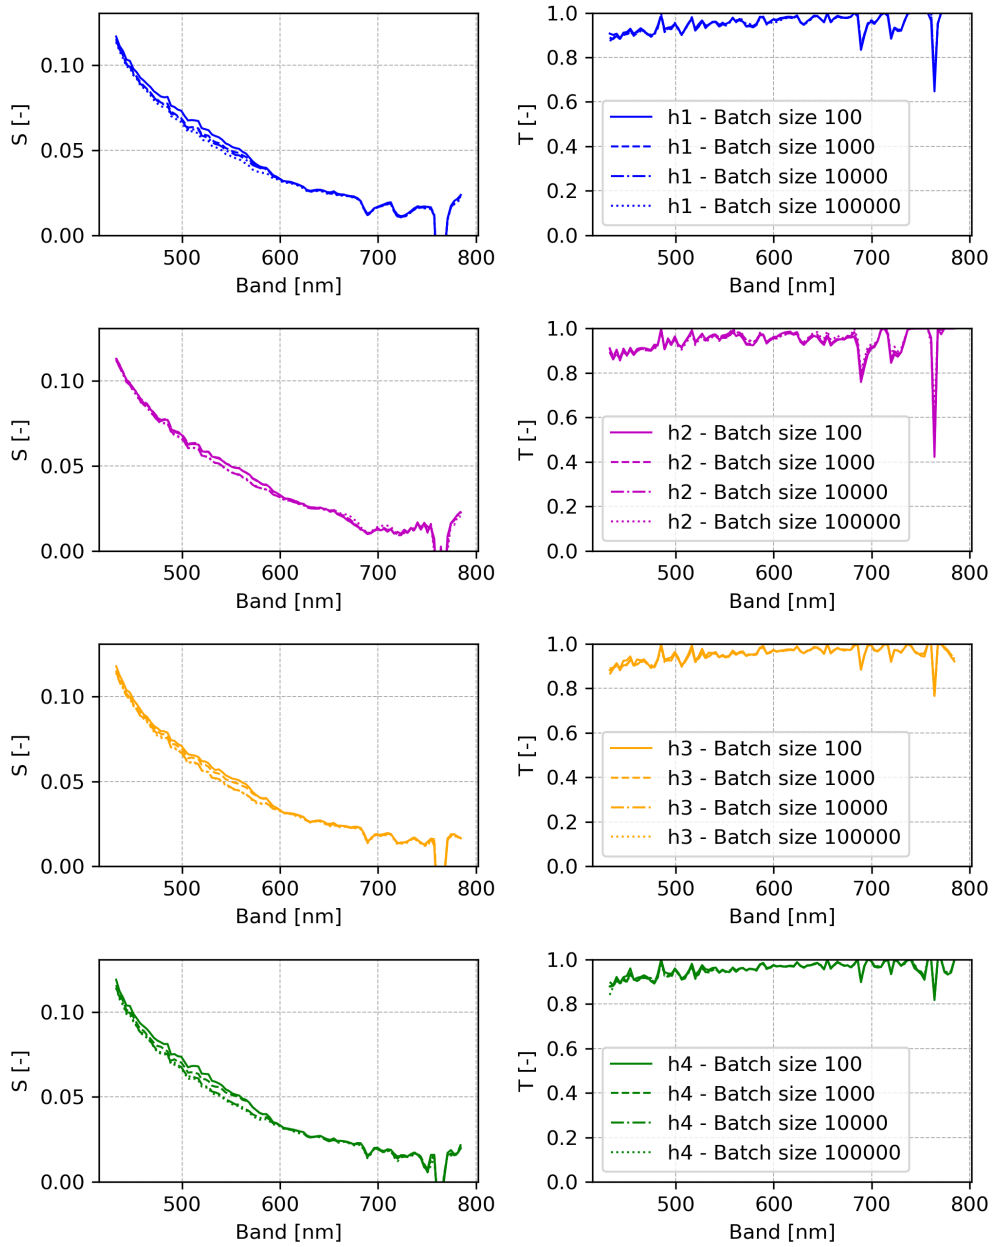 S [-]
0.10
0.05
0.00
500 600 700 800
Band [nm]
T [-]
1.0
0.8
0.6
0.4
0.2
0.0
h1 - Batch size 100
h1 - Batch size 1000
h1 - Batch size 10000
h1 - Batch size 100000
500 600 700 800
Band [nm]
S [-]
0.10
0.05
0.00
500 600 700 800
Band [nm]
T [-]
1.0
0.8
0.6
0.4
0.2
0.0
h2 - Batch size 100
h2 - Batch size 1000
h2 - Batch size 10000
h2 - Batch size 100000
500 600 700 800
Band [nm]
S [-]
0.10
0.05
0.00
500 600 700 800
Band [nm]
T [-]
1.0
0.8
0.6
0.4
0.2
0.0
h3 - Batch size 100
h3 - Batch size 1000
h3 - Batch size 10000
h3 - Batch size 100000
500 600 700 800
Band [nm]
S [-]
0.10
0.05
0.00
500 600 700 800
Band [nm]
T [-]
1.0
0.8
0.6
0.4
0.2
0.0
h4 - Batch size 100
h4 - Batch size 1000
h4 - Batch size 10000
h4 - Batch size 100000
500 600 700 800
Band [nm]